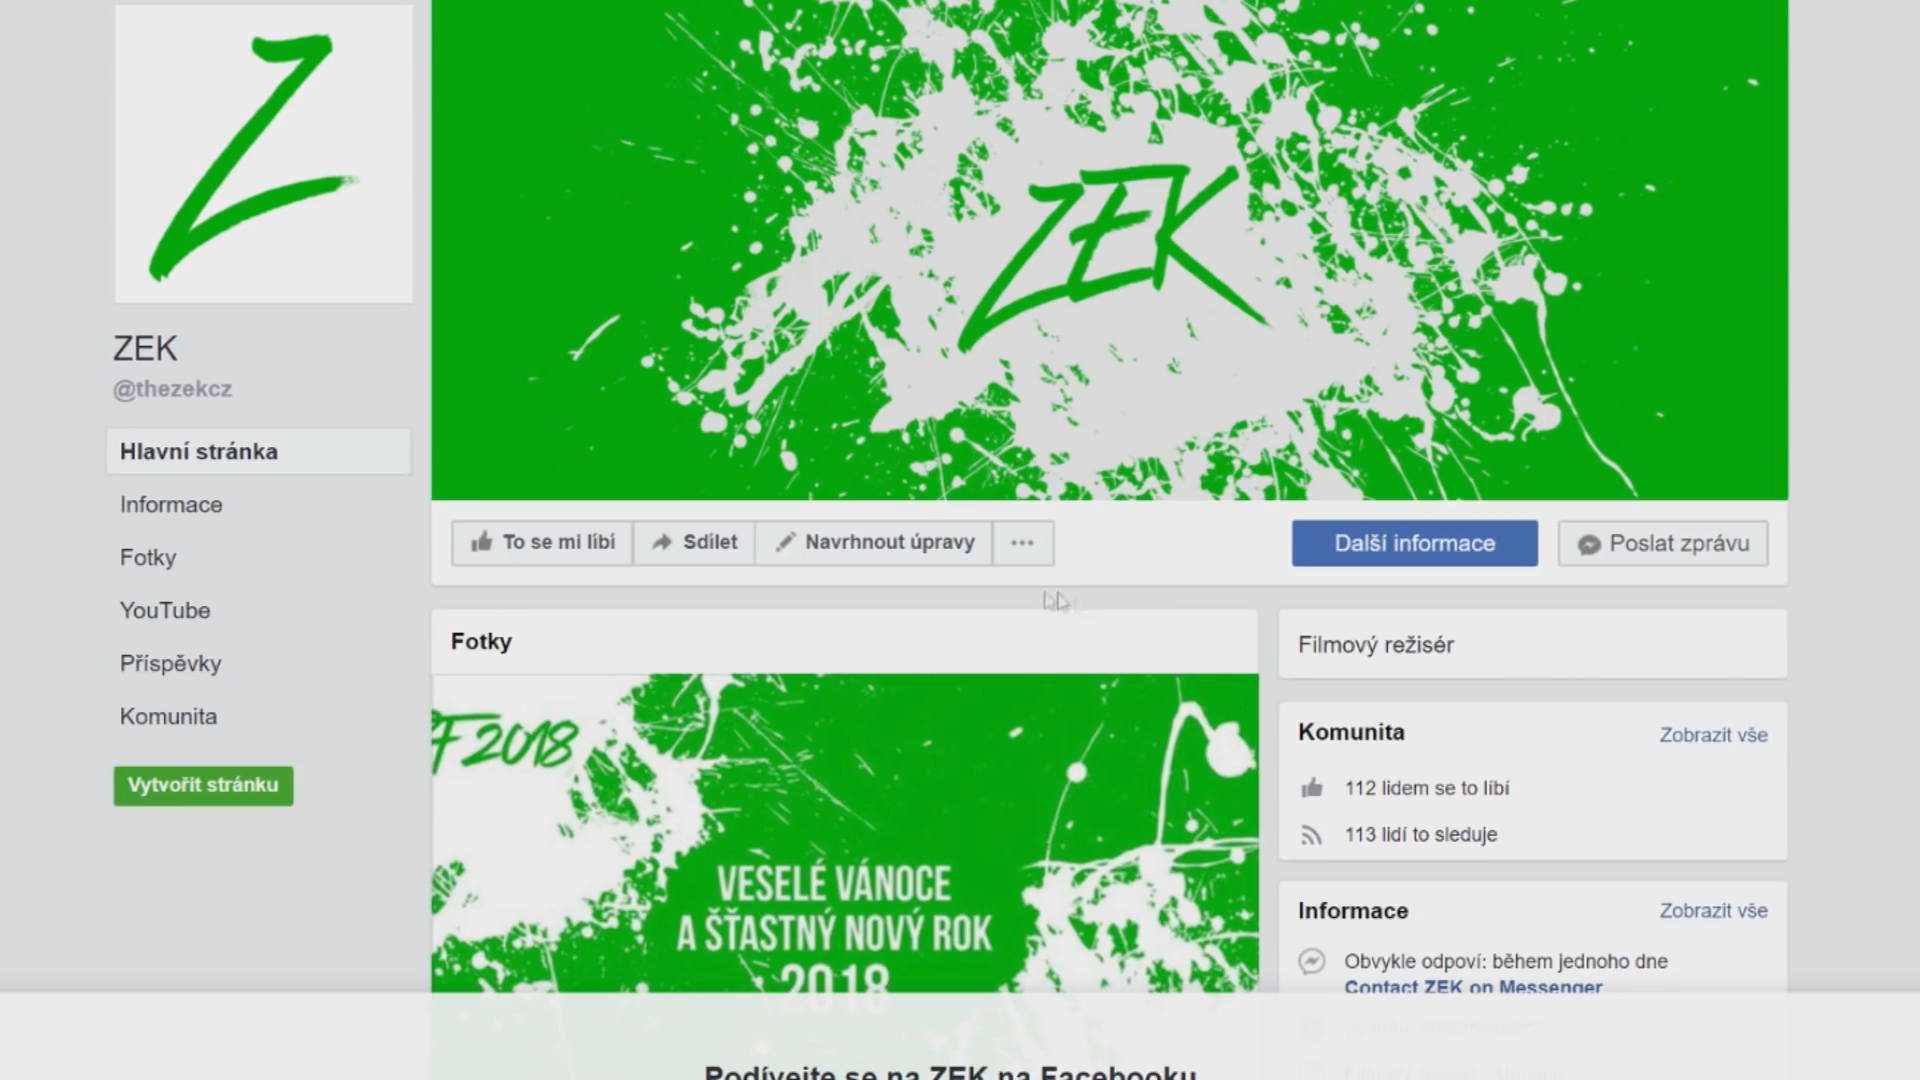 Z
ZEK
ZEK
@thezekcz
Hlavní stránka
Informace
Fotky
YouTube
Příspěvky
Komunita
Vytvořit stránku
To se mi líbí
Sdílet
Navrhnout úpravy
Další informace
Poslat zprávu
Fotky
F 2018
VESELÉ VÁNOCE
A ŠŤASTNÝ NOVÝ ROK
2018
Filmový režisér
Komunita
Zobrazit vše
112 lidem se to líbí
113 lidí to sleduje
Informace
Zobrazit vše
Obvykle odpoví: během jednoho dne
Contact ZEK on Messenger
Podívejte se na ZEK na Facebooku